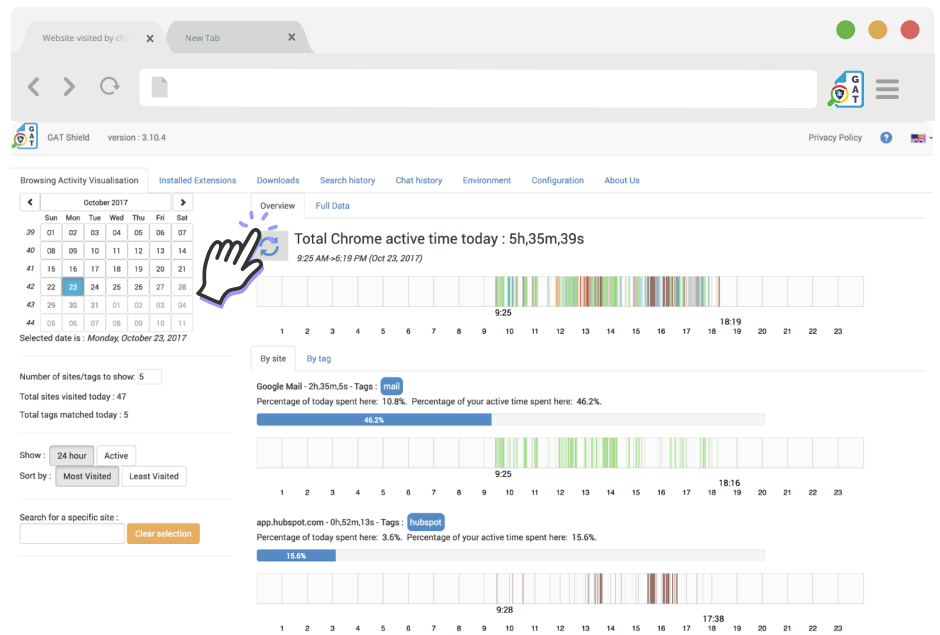 Website visited by
New Tab
GAT
GAT
GAT Shield version : 3.10.4
Privacy Policy
Browsing Activity Visualisation Installed Extensions Downloads Search history Chat history Environment Configuration About Us
October 2017
Sun Mon Tue Wed Thu Fri Sat
39 01 02 03 04 05 06 07
40 08 09 10 11 12 13 14
41 15 16 17 18 19 20 21
42 22 23 24 25 26 27 28
43 29 30 31 01 02 03 04
44 05 06 07 08 09 10 11
Selected date is : Monday, October 23, 2017
Number of sites/tags to show: 5
Total sites visited today : 47
Total tags matched today : 5
Show : 24 hour Active
Sort by : Most Visited Least Visited
Search for a specific site :
Clear selection
Overview Full Data
Total Chrome active time today : 5h,35m,39s
9:25 AM->6:19 PM (Oct 23, 2017)
9:25
18:19
1 2 3 4 5 6 7 8 9 10 11 12 13 14 15 16 17 18 19 20 21 22 23
By site By tag
Google Mail - 2h,35m,5s - Tags : mail
Percentage of today spent here: 10.8%. Percentage of your active time spent here: 46.2%.
46.2%
9:25
18:16
1 2 3 4 5 6 7 8 9 10 11 12 13 14 15 16 17 18 19 20 21 22 23
app.hubspot.com - 0h,52m,13s - Tags : hubspot
Percentage of today spent here: 3.6%. Percentage of your active time spent here: 15.6%.
15.6%
9:28
17:38
1 2 3 4 5 6 7 8 9 10 11 12 13 14 15 16 17 18 19 20 21 22 23